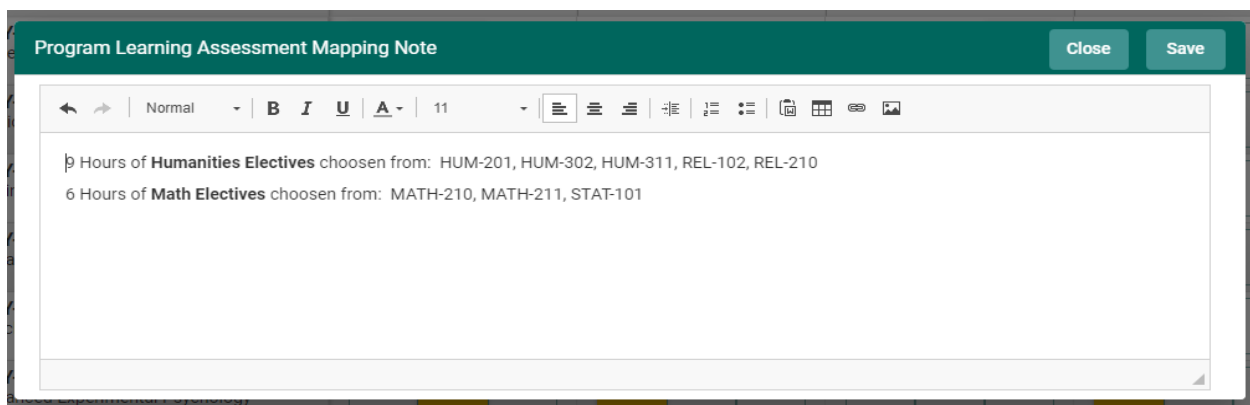 Program Learning Assessment Mapping Note
Close
Save
Normal
B I U A 11
9 Hours of Humanities Electives choosen from: HUM-201, HUM-302, HUM-311, REL-102, REL-210
6 Hours of Math Electives choosen from: MATH-210, MATH-211, STAT-101
Experimental Psychology